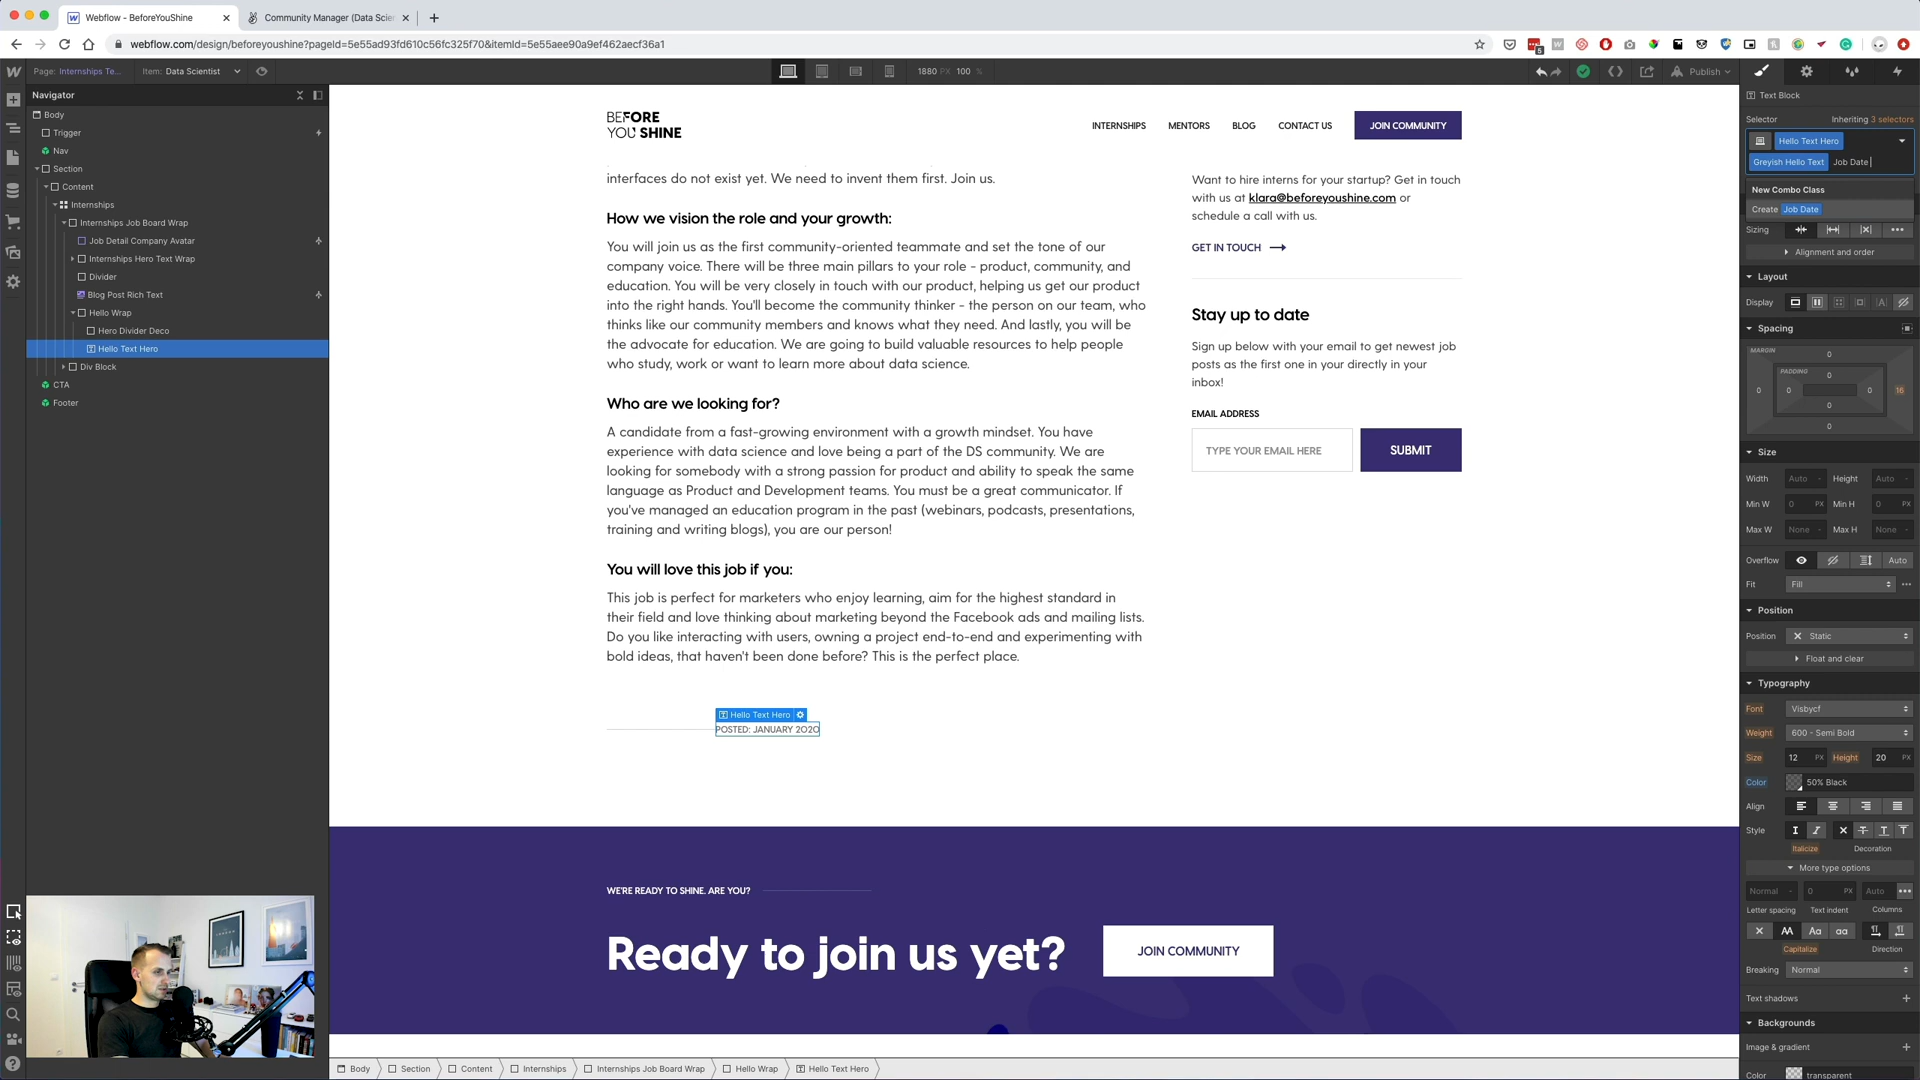 Webflow - BeforeYouShine
Community Manager (Data Scien
webflow.com/design/beforeyoushine?pageId=5e55ad93fd610c56fc325f70&itemId=5e55aee90a9ef462aecf36a1
Page: Internships Te...
Item: Data Scientist
1880 PX 100 %
Publish
Navigator
Body
Trigger
Nav
Section
Content
Internships
Internships Job Board Wrap
Job Detail Company Avatar
Internships Hero Text Wrap
Divider
Blog Post Rich Text
Hello Wrap
Hero Divider Deco
Hello Text Hero
Div Block
CTA
Footer
BEFORE
YOU SHINE
INTERNSHIPS
MENTORS
BLOG
CONTACT US
JOIN COMMUNITY
interfaces do not exist yet. We need to invent them first. Join us.
How we vision the role and your growth:
You will join us as the first community-oriented teammate and set the tone of our
company voice. There will be three main pillars to your role - product, community, and
education. You will be very closely in touch with our product, helping us get our product
into the right hands. You'll become the community thinker - the person on our team, who
thinks like our community members and knows what they need. And lastly, you will be
the advocate for education. We are going to build valuable resources to help people
who study, work or want to learn more about data science.
Who are we looking for?
A candidate from a fast-growing environment with a growth mindset. You have
experience with data science and love being a part of the DS community. We are
looking for somebody with a strong passion for product and ability to speak the same
language as Product and Development teams. You must be a great communicator. If
you've managed an education program in the past (webinars, podcasts, presentations,
training and writing blogs), you are our person!
You will love this job if you:
This job is perfect for marketers who enjoy learning, aim for the highest standard in
their field and love thinking about marketing beyond the Facebook ads and mailing lists.
Do you like interacting with users, owning a project end-to-end and experimenting with
bold ideas, that haven't been done before? This is the perfect place.
Hello Text Hero
POSTED: JANUARY 2020
Want to hire interns for your startup? Get in touch
with us at klara@beforeyoushine.com or
schedule a call with us.
GET IN TOUCH
Stay up to date
Sign up below with your email to get newest job
posts as the first one in your directly in your
inbox!
EMAIL ADDRESS
TYPE YOUR EMAIL HERE
SUBMIT
WE'RE READY TO SHINE. ARE YOU?
Ready to join us yet?
JOIN COMMUNITY
Body
Section
Content
Internships
Internships Job Board Wrap
Hello Wrap
Hello Text Hero
Text Block
Selector
Inheriting 3 selectors
Hello Text Hero
Greyish Hello Text
Job Date
New Combo Class
Create Job Date
Sizing
Alignment and order
Layout
Display
Spacing
MARGIN
0
PADDING
0
0 0 0 16
0
0
Size
Width Auto - Height Auto -
Min W 0 PX Min H 0 PX
Max W None - Max H None -
Overflow Auto
Fit Fill
Position
Position Static
Float and clear
Typography
Font Visbycf
Weight 600 - Semi Bold
Size 12 PX Height 20 PX
Color 50% Black
Align
Style
Italicize Decoration
More type options
Normal - 0 PX Auto
Letter spacing Text indent Columns
AA Aa aa
Capitalize Direction
Breaking Normal
Text shadows
Backgrounds
Image & gradient
Color transparent